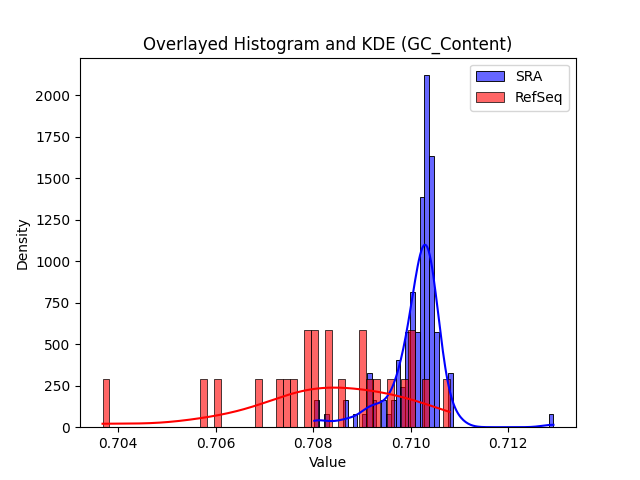 Overlayed Histogram and KDE (GC_Content)
SRA
RefSeq
Density
2000
1750
1500
1250
1000
750
500
250
0
0.704 0.706 0.708 0.710 0.712
Value